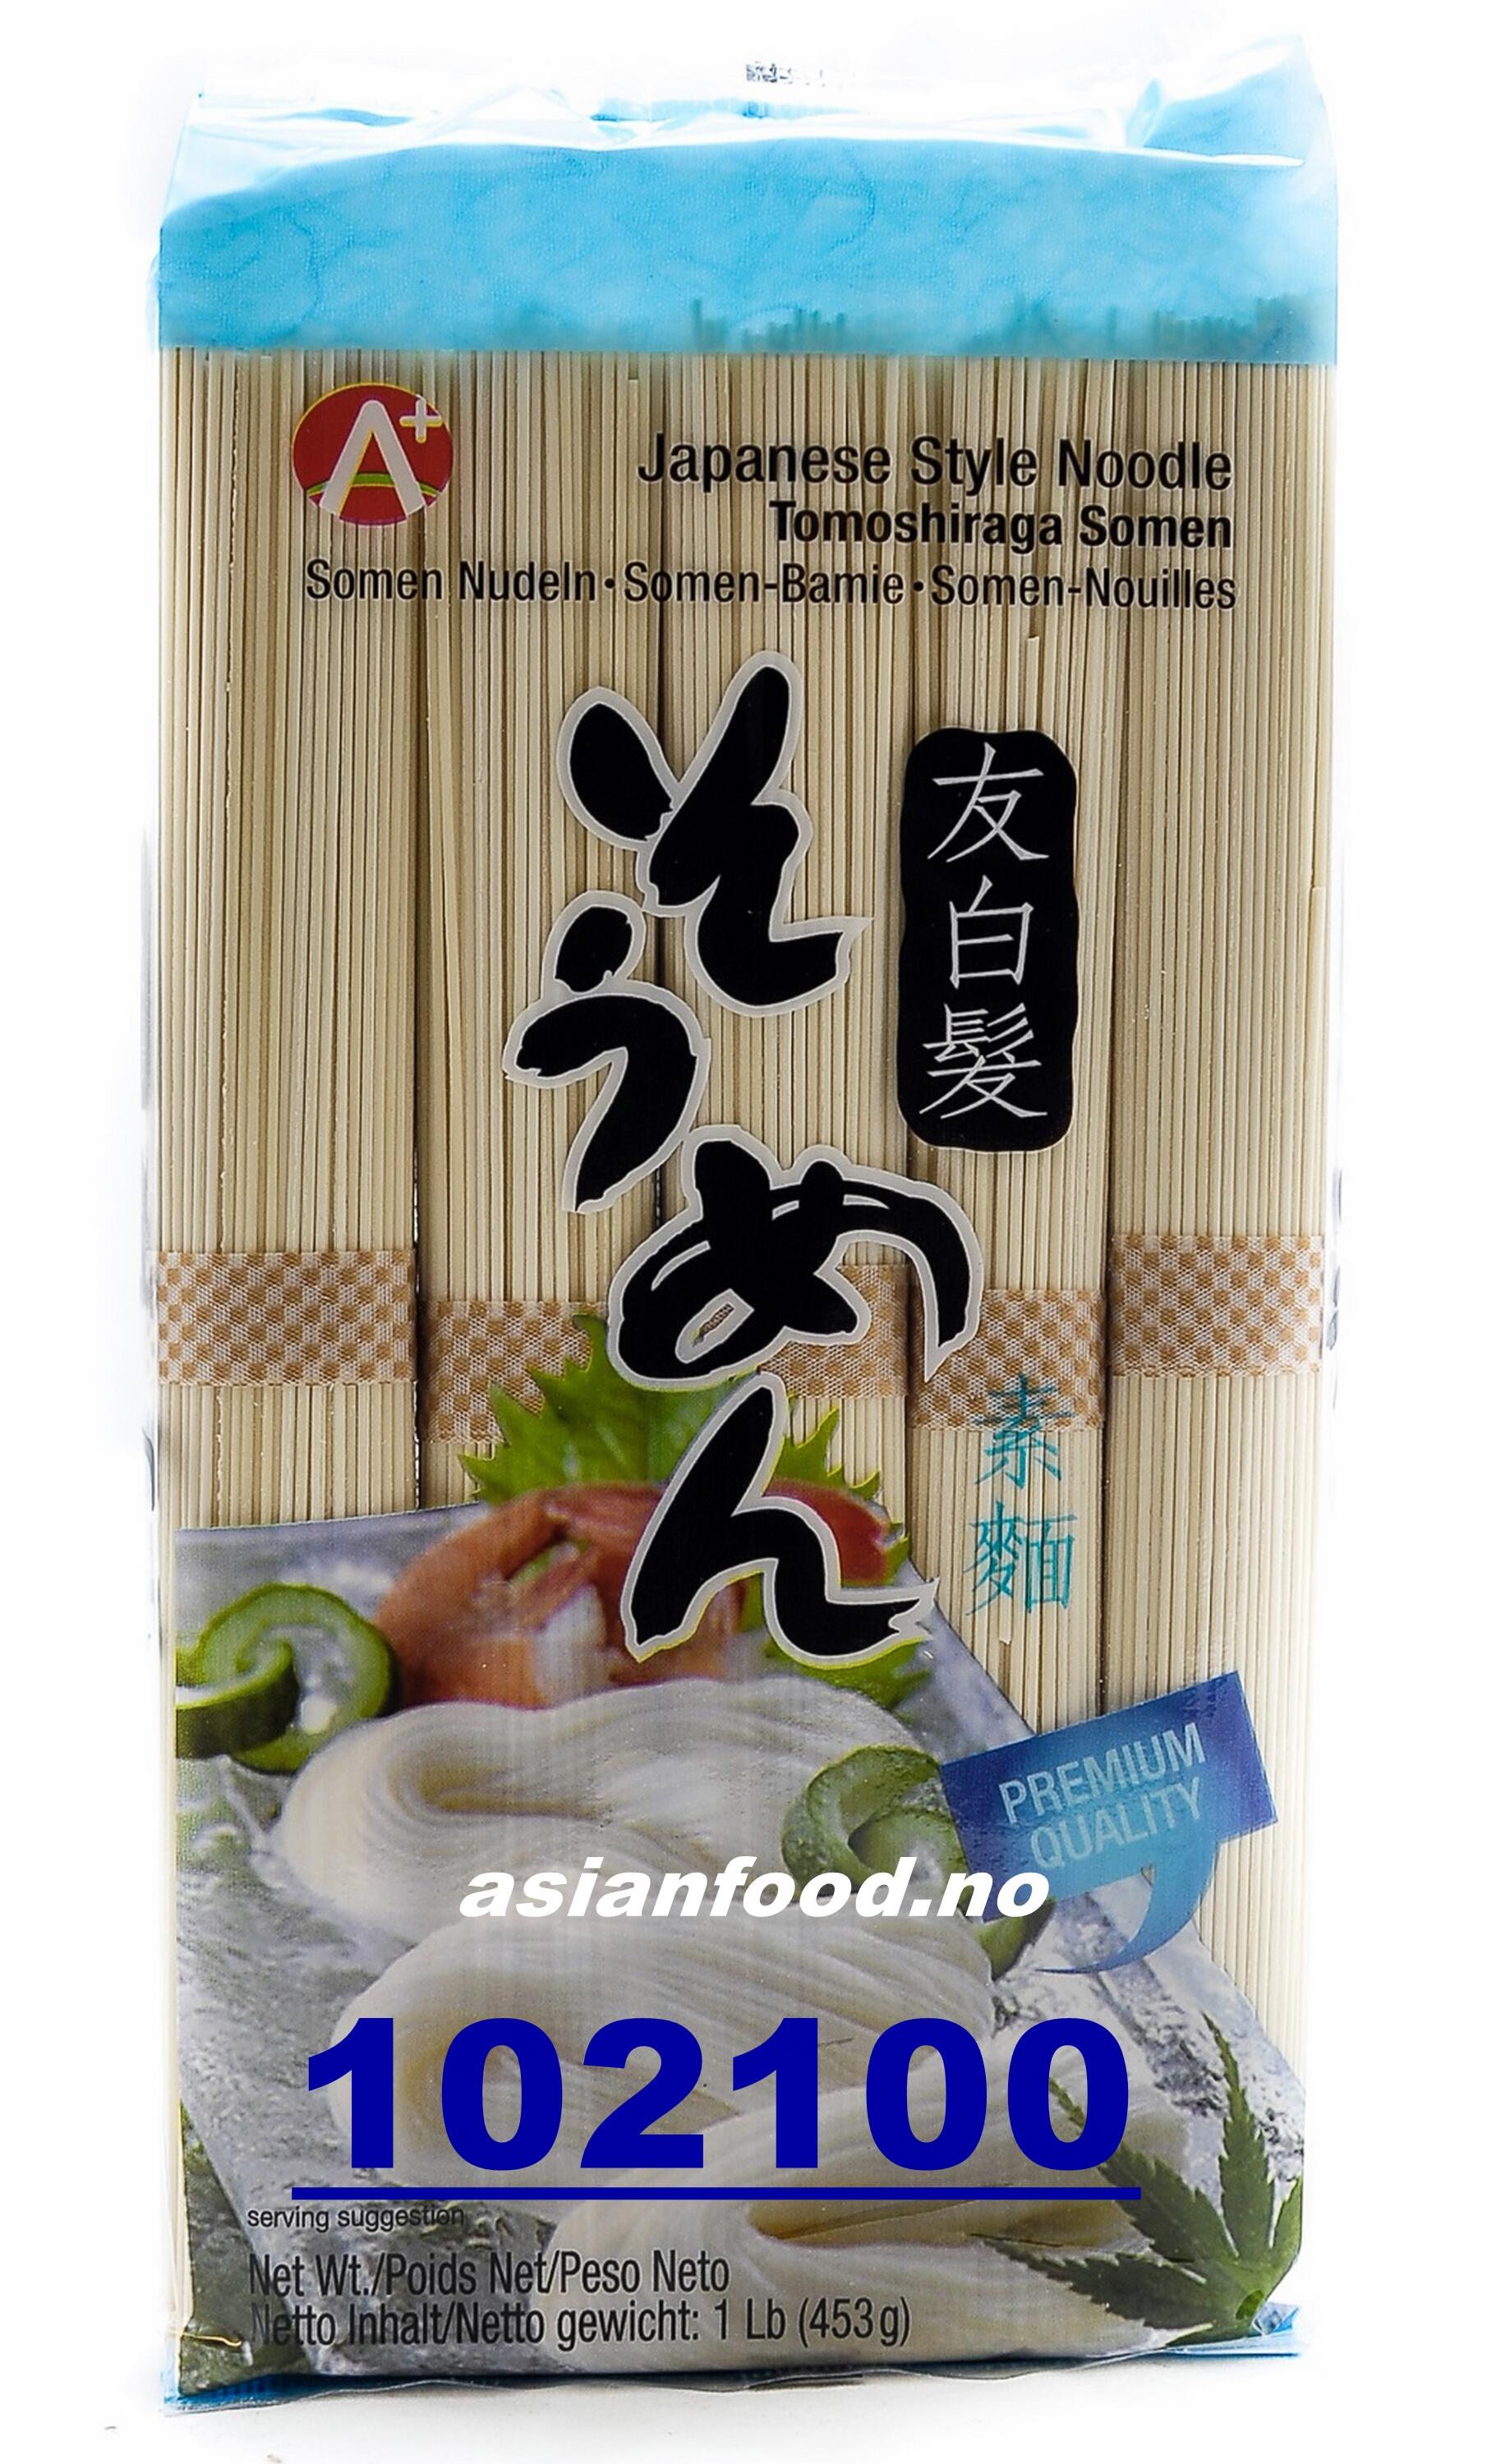 A+
Japanese Style Noodle
Tomoshiraga Somen
Somen Nudeln•Somen-Bamie•Somen-Nouilles
そうめん
友白髪
素麵
PREMIUM
QUALITY
asianfood.no
102100
serving suggestion
Net Wt./Poids Net/Peso Neto
Netto Inhalt/Netto gewicht: 1 Lb (453g)